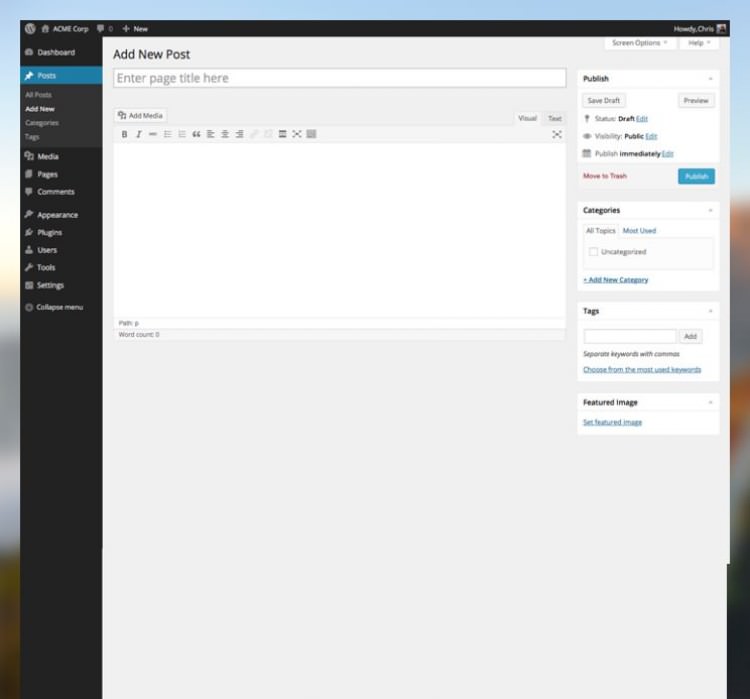 ACME Corp 0 + New
Howdy, Chris
Dashboard
Posts
All Posts
Add New
Categories
Tags
Media
Pages
Comments
Appearance
Plugins
Users
Tools
Settings
Collapse menu
Screen Options Help
Add New Post
Enter page title here
Add Media
Visual Text
B I
Path: p
Word count: 0
Publish
Save Draft Preview
Status: Draft Edit
Visibility: Public Edit
Publish immediately Edit
Move to Trash Publish
Categories
All Topics Most Used
Uncategorized
+ Add New Category
Tags
Add
Separate keywords with commas
Choose from the most used keywords
Featured Image
Set featured image